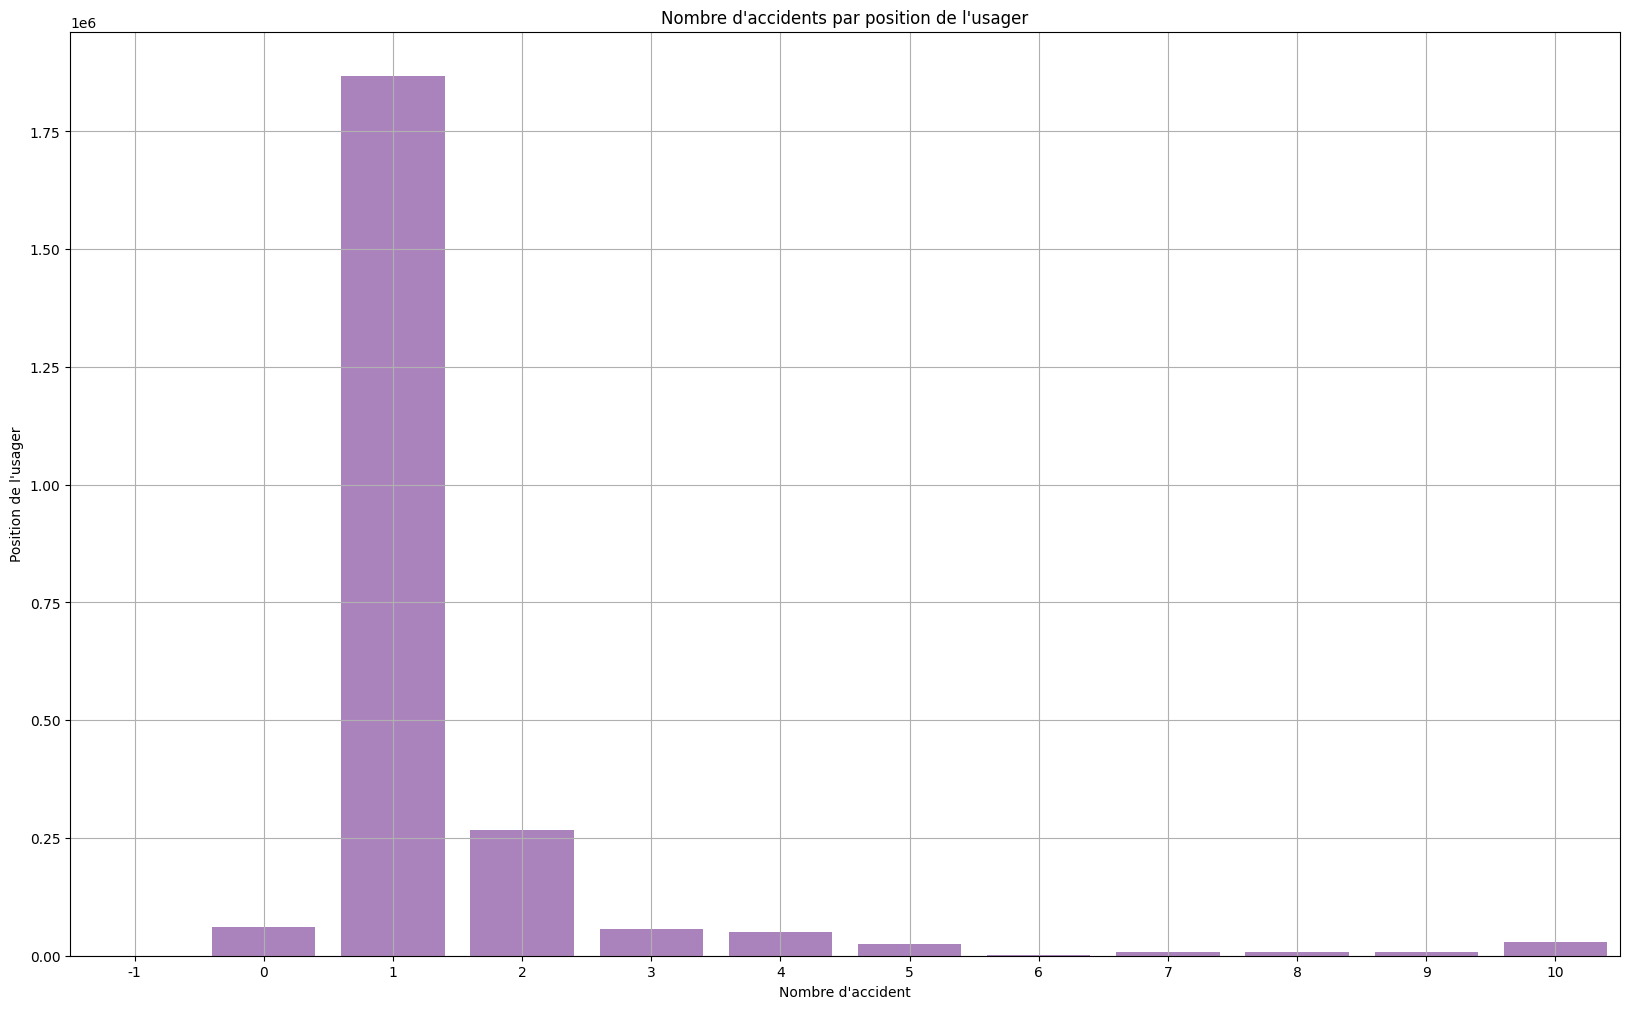 Nombre d'accidents par position de l'usager
1e6
1.75
1.50
1.25
1.00
0.75
0.50
0.25
0.00
Position de l'usager
-1 0 1 2 3 4 5 6 7 8 9 10
Nombre d'accident